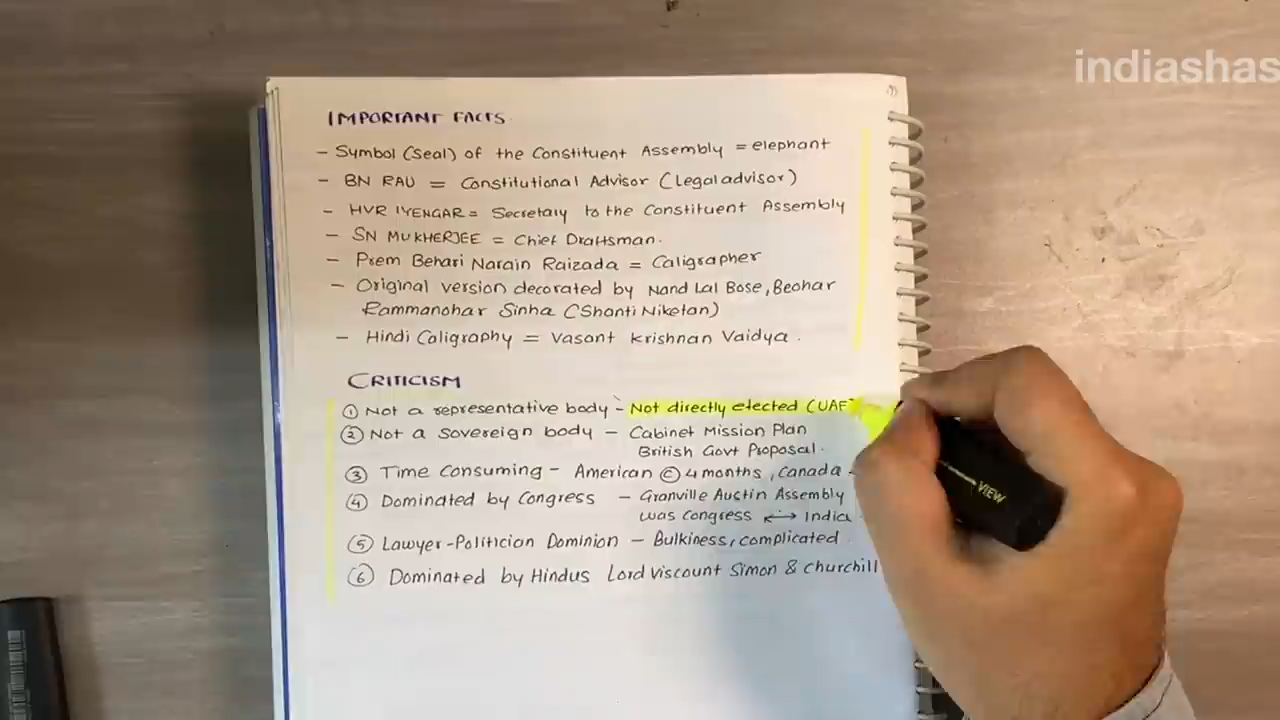 indiashas
IMPORTANT FACTS
- Symbol (Seal) of the Constituent Assembly = elephant
- BN RAU = Constitutional Advisor (Legal advisor)
- HVR IYENGAR = Secretary to the Constituent Assembly
- SN MUKHERJEE = Chief Draftsman.
- Prem Behari Narain Raizada = Caligrapher
- Original version decorated by Nand Lal Bose, Beohar
Rammanohar Sinha (Shanti Niketan)
- Hindi Caligraphy = Vasant Krishnan Vaidya.
CRITICISM
① Not a representative body - Not directly elected (UAF)
② Not a sovereign body - Cabinet Mission Plan
British Govt Proposal.
③ Time Consuming - American © 4 months, Canada -
④ Dominated by Congress - Granville Austin Assembly
was Congress ↔ India
⑤ Lawyer-Politician Dominion - Bulkiness, complicated
⑥ Dominated by Hindus Lord Viscount Simon & churchill
VIEW